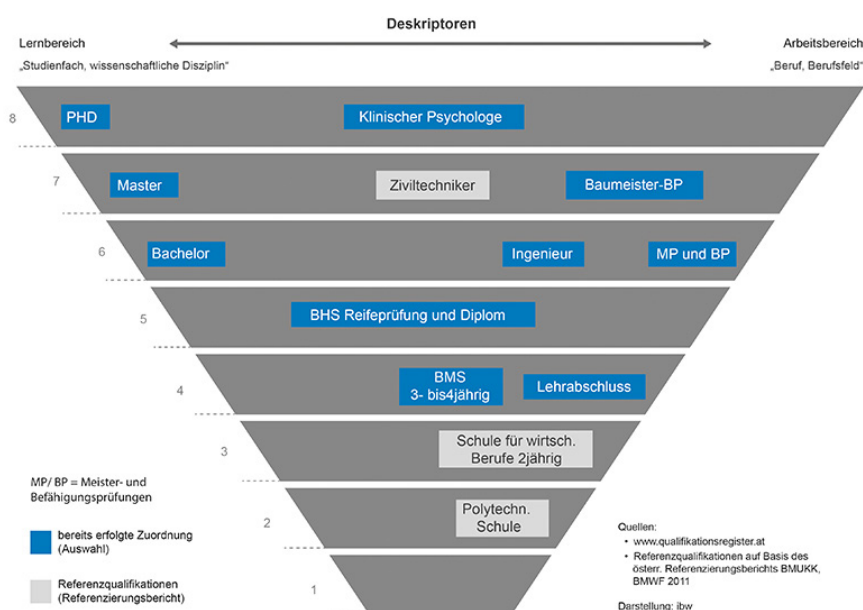 Deskriptoren
Lernbereich
Arbeitsbereich
„Studienfach, wissenschaftliche Disziplin“
„Beruf, Berufsfeld“
8
PHD
Klinischer Psychologe
7
Master
Ziviltechniker
Baumeister-BP
6
Bachelor
Ingenieur
MP und BP
5
BHS Reifeprüfung und Diplom
4
BMS
3- bis4jährig
Lehrabschluss
3
Schule für wirtsch.
Berufe 2jährig
2
Polytechn.
Schule
1
MP/ BP = Meister- und
Befähigungsprüfungen
bereits erfolgte Zuordnung
(Auswahl)
Referenzqualifikationen
(Referenzierungsbericht)
Quellen:
• www.qualifikationsregister.at
• Referenzqualifikationen auf Basis des
österr. Referenzierungsberichts BMUKK,
BMWF 2011
Darstellung: ibw